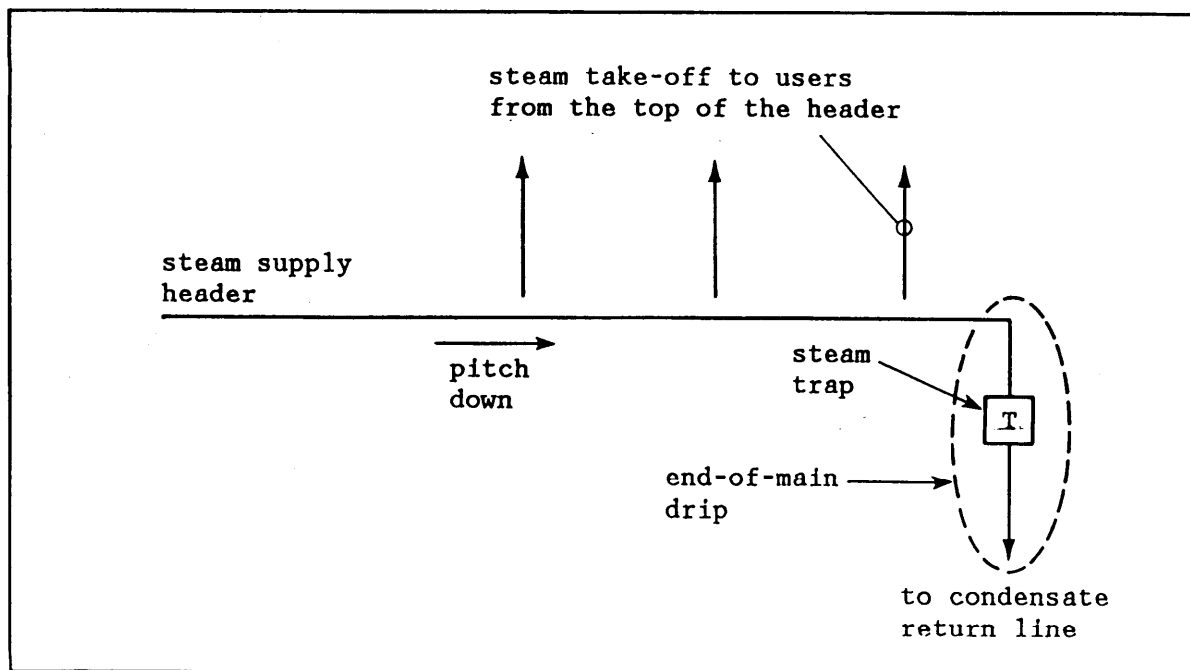 steam take-off to users
from the top of the header
steam supply
header
pitch
down
steam
trap
T
end-of-main
drip
to condensate
return line